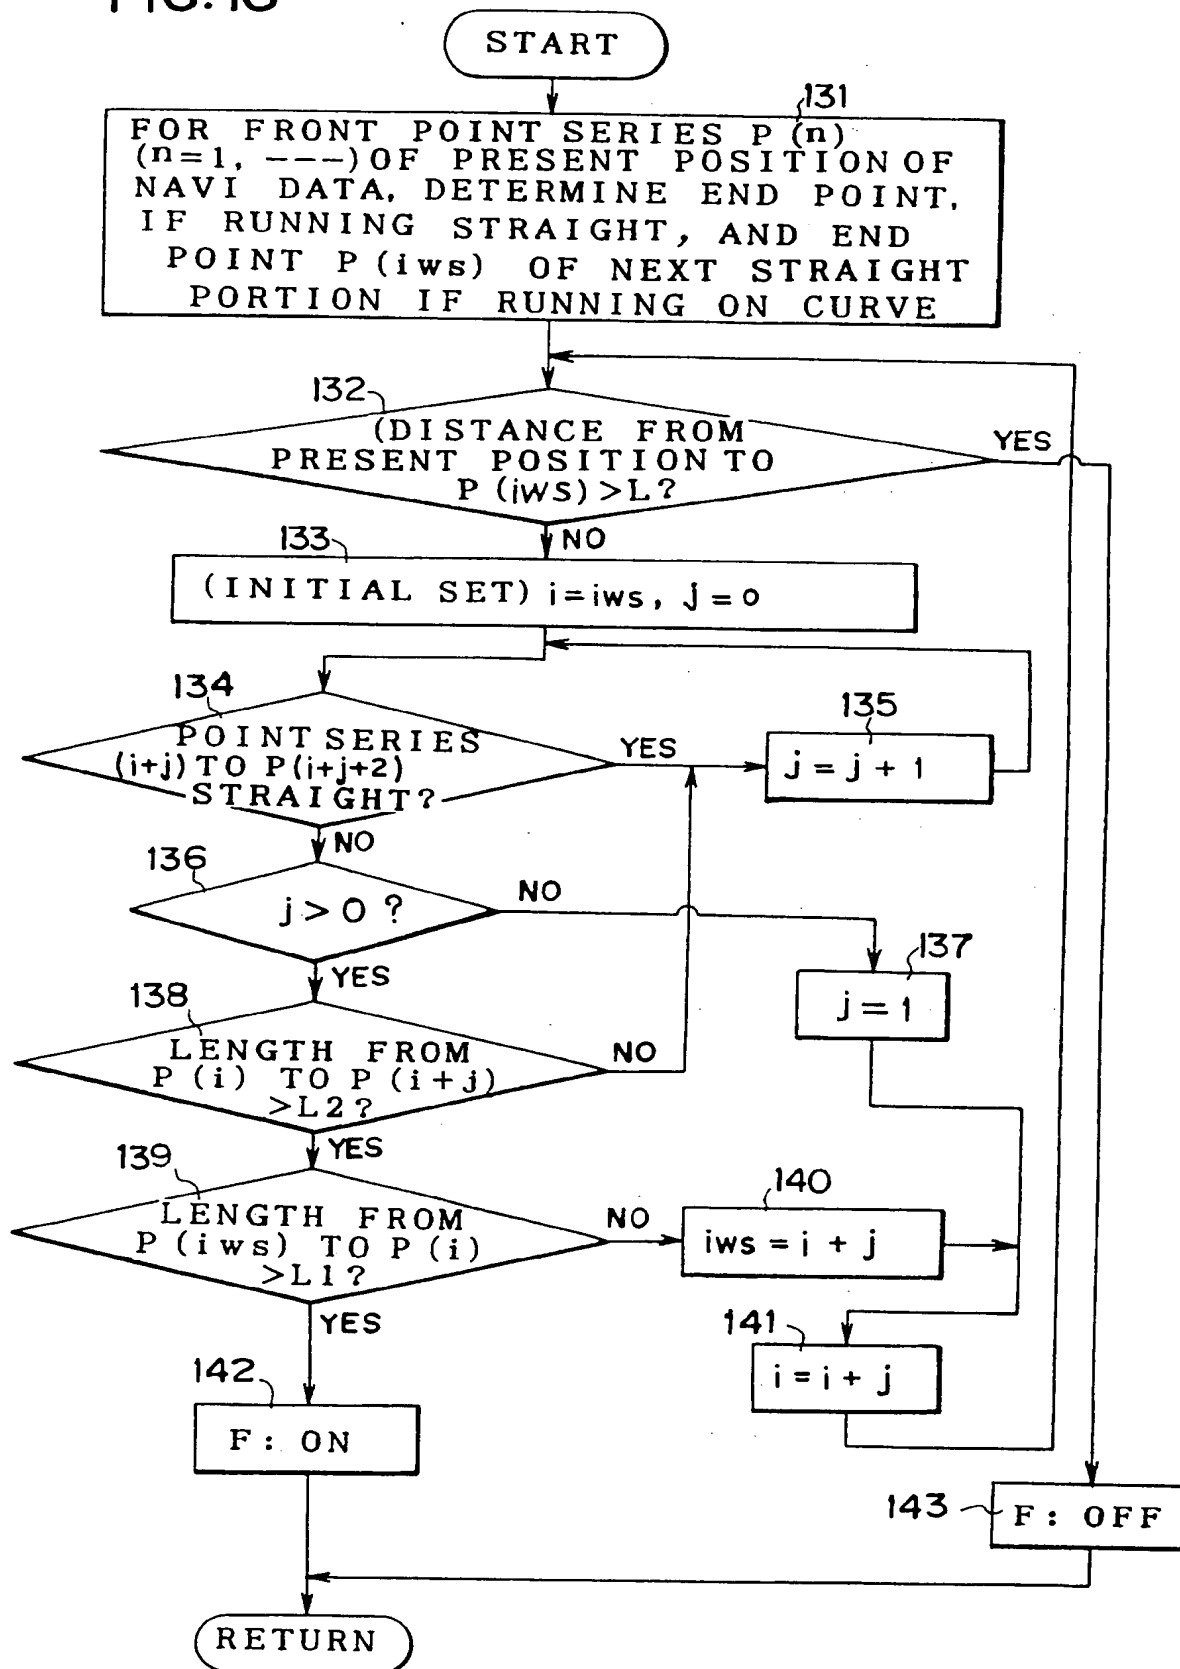 START
131
FOR FRONT POINT SERIES P(n)
(n=1, ---) OF PRESENT POSITION OF
NAVI DATA, DETERMINE END POINT,
IF RUNNING STRAIGHT, AND END
POINT P(iws) OF NEXT STRAIGHT
PORTION IF RUNNING ON CURVE
132
(DISTANCE FROM
PRESENT POSITION TO
P(iws)>L?
YES
NO
133
(INITIAL SET) i=iws, j=0
134
POINT SERIES
(i+j) TO P(i+j+2)
STRAIGHT?
YES
135
j=j+1
NO
136
j>0?
NO
YES
137
j=1
138
LENGTH FROM
P(i) TO P(i+j)
>L2?
NO
YES
139
LENGTH FROM
P(iws) TO P(i)
>L1?
NO
140
iws=i+j
YES
141
i=i+j
142
F: ON
143
F: OFF
RETURN